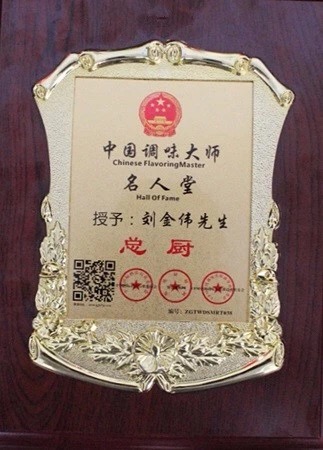 中国调味大师
Chinese FlavoringMaster
名人堂
Hall Of Fame
授予：刘金伟先生
总厨